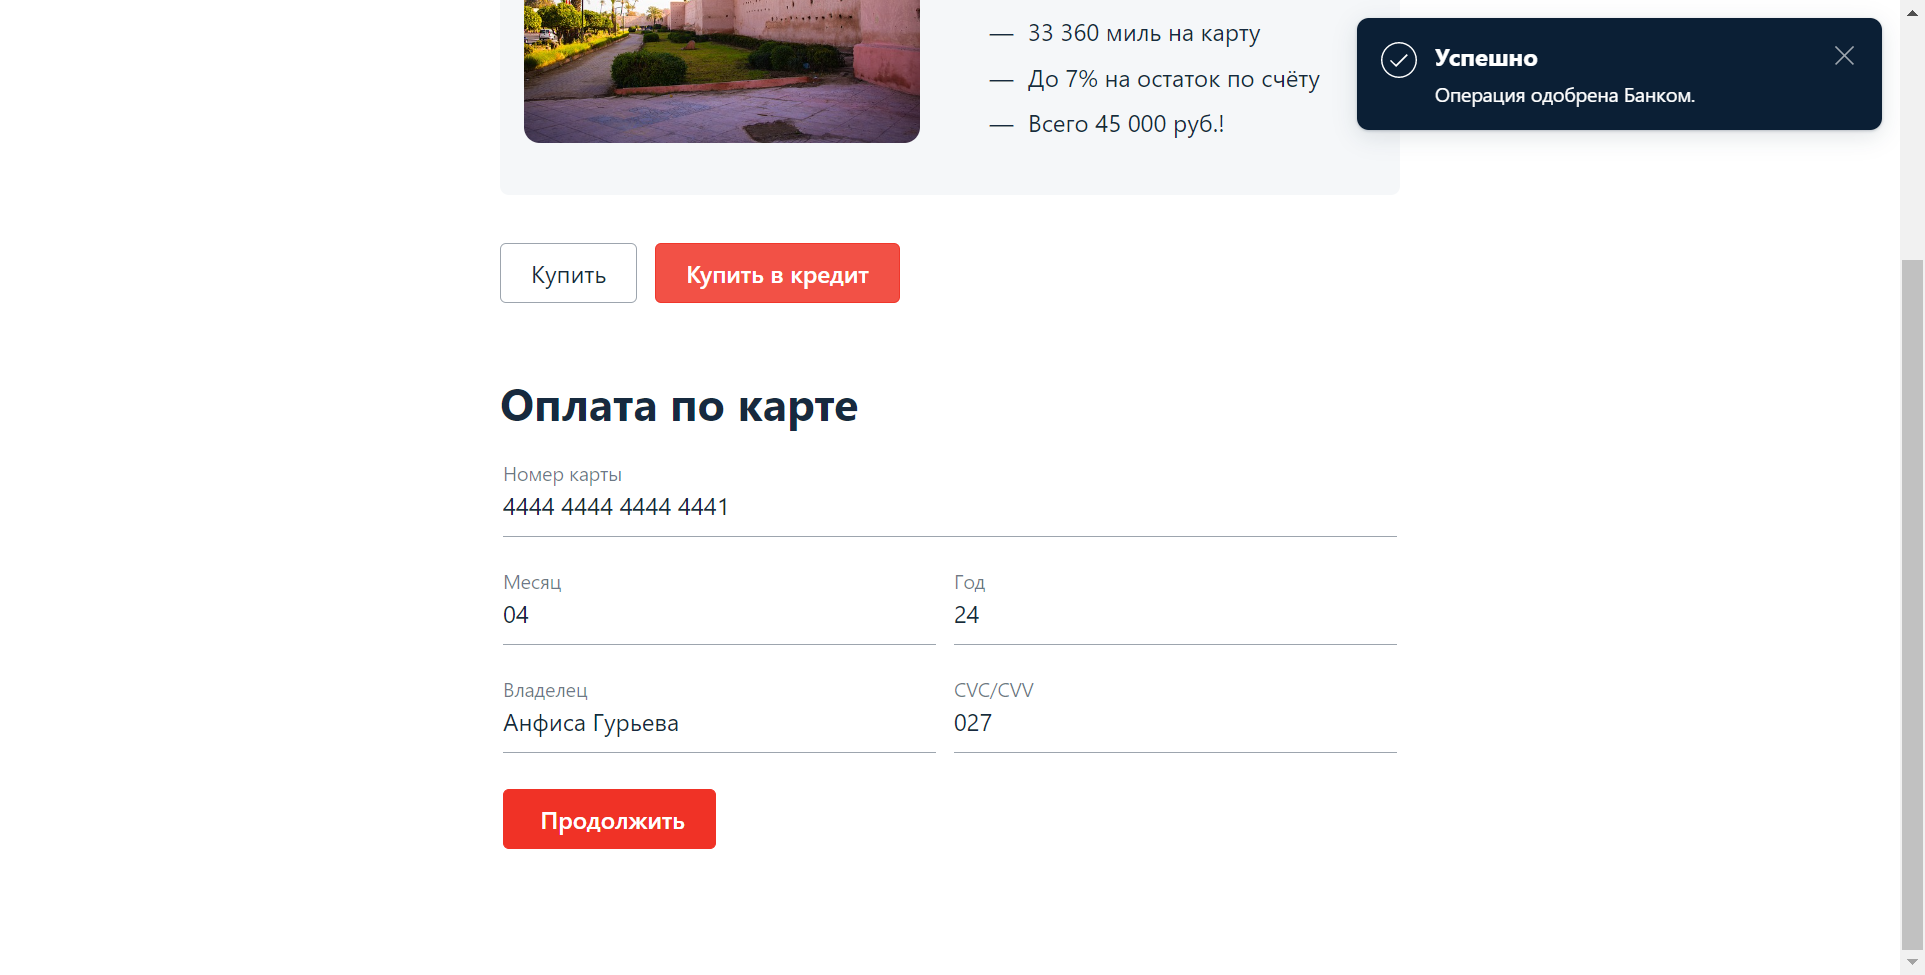 — 33 360 миль на карту
— До 7% на остаток по счёту
— Всего 45 000 руб.!
Успешно
Операция одобрена Банком.
Купить
Купить в кредит
Оплата по карте
Номер карты
4444 4444 4444 4441
Месяц
Год
04
24
Владелец
CVC/CVV
Анфиса Гурьева
027
Продолжить